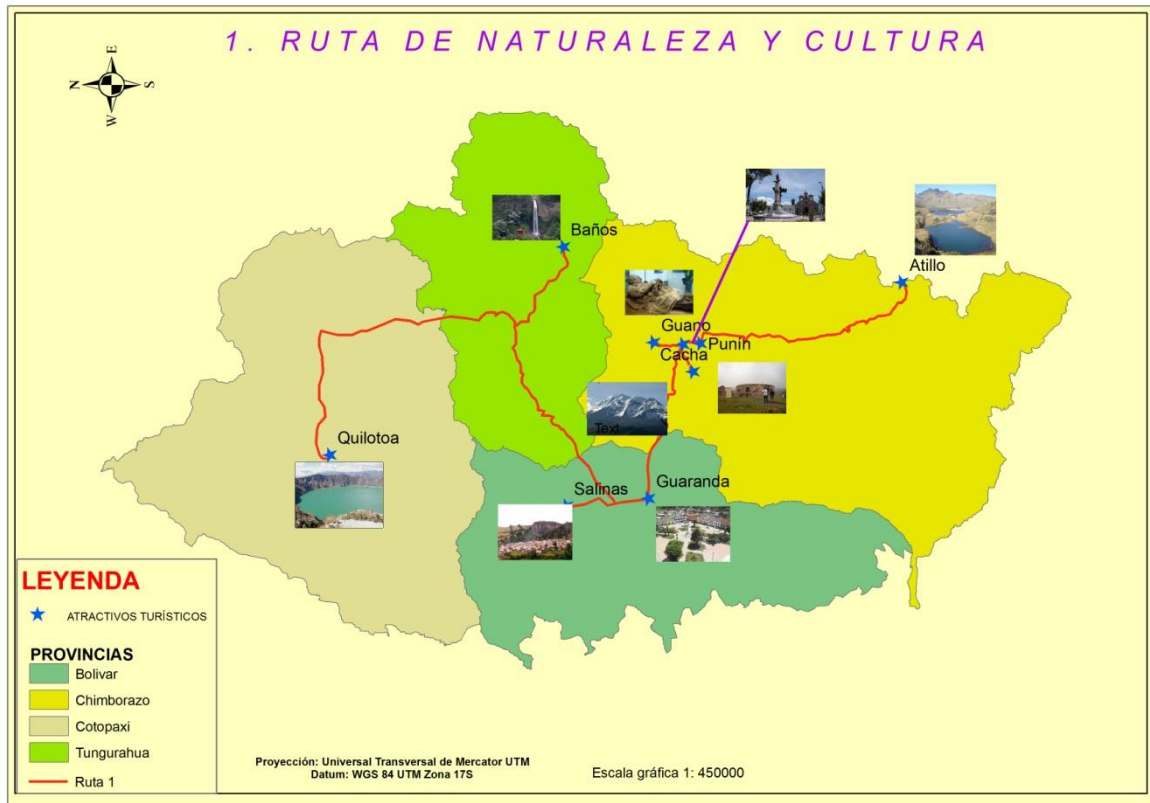 1. RUTA DE NATURALEZA Y CULTURA
E
N S
W
Baños
Atillo
Guano
Punín
Cacha
Text
Quilotoa
Salinas
Guaranda
LEYENDA
ATRACTIVOS TURÍSTICOS
PROVINCIAS
Bolivar
Chimborazo
Cotopaxi
Tungurahua
Ruta 1
Proyección: Universal Transversal de Mercator UTM
Datum: WGS 84 UTM Zona 17S
Escala gráfica 1: 450000